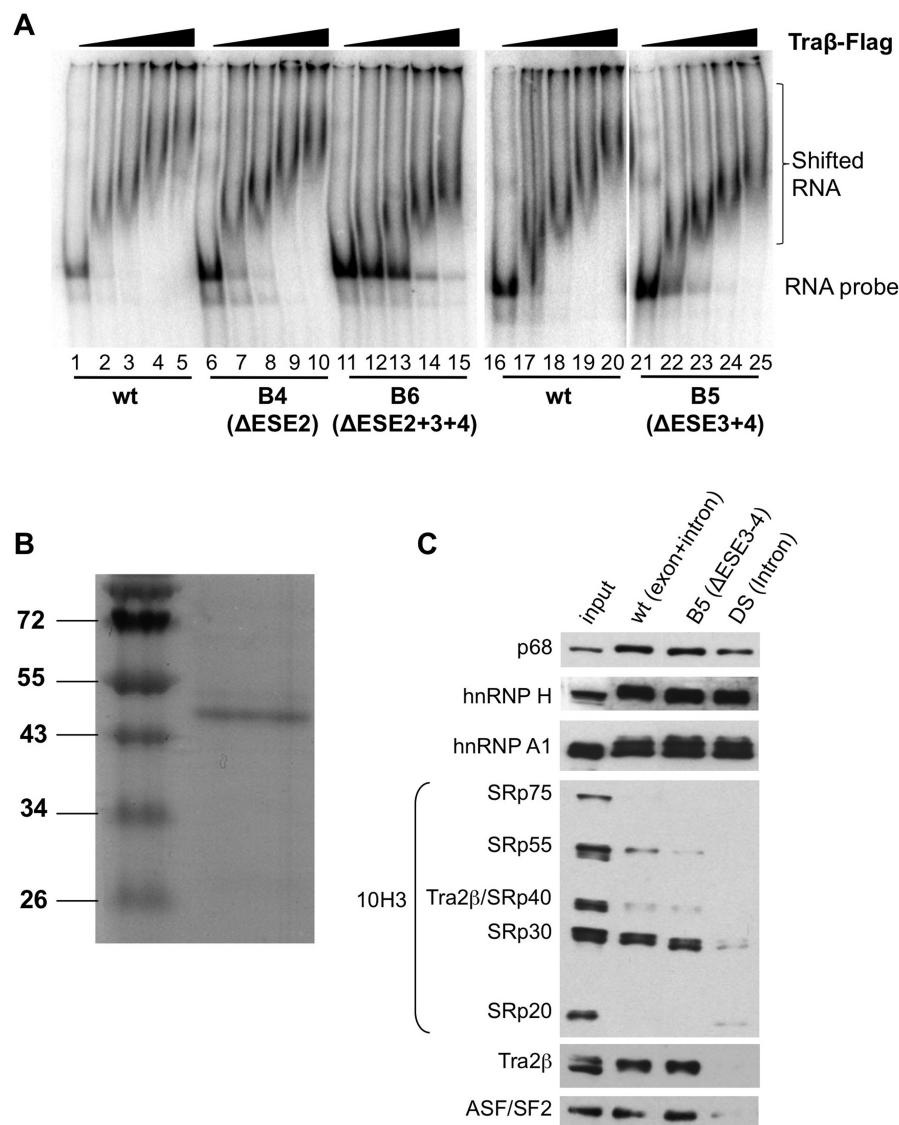 A
Traβ-Flag
Shifted
RNA
RNA probe
1 2 3 4 5 6 7 8 9 10 11 12 13 14 15 16 17 18 19 20 21 22 23 24 25
wt B4 B6 wt B5
(ΔESE2) (ΔESE2+3+4) (ΔESE3+4)
B
72
55
43
34
26
C
input wt (exon+intron) B5 (ΔESE3-4) DS (Intron)
p68
hnRNP H
hnRNP A1
10H3
SRp75
SRp55
Tra2β/SRp40
SRp30
SRp20
Tra2β
ASF/SF2